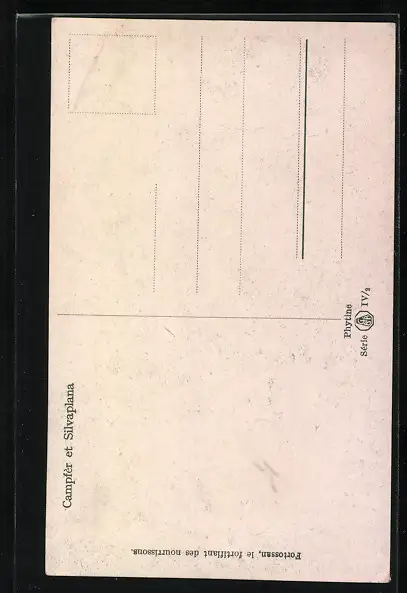 Campfèr et Silvaplana
Phytine
Série IV/2
Fortossan, le fortifiant des nourrissons.